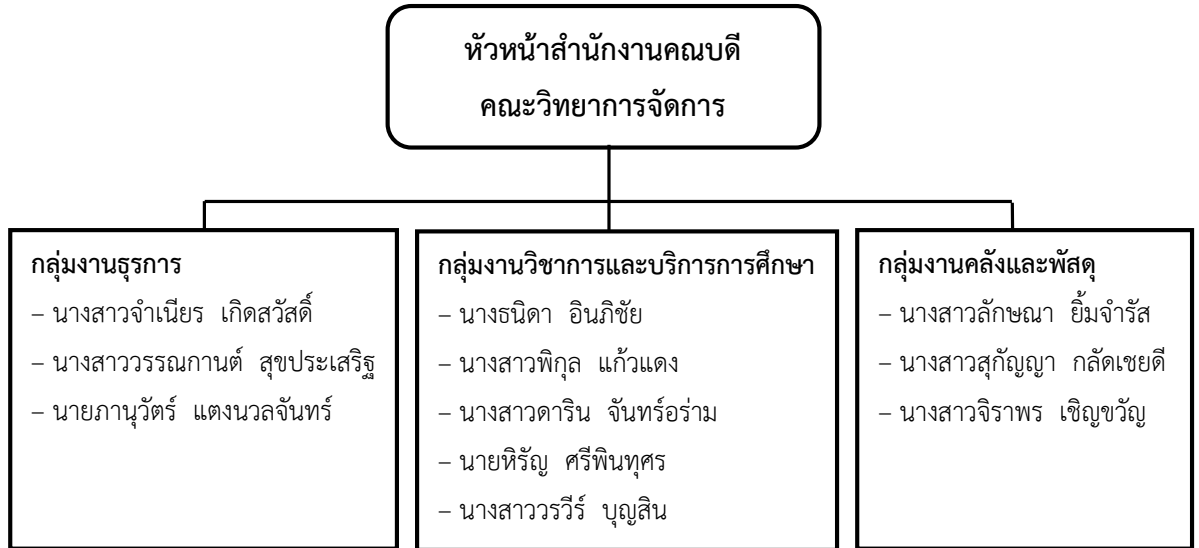 หัวหน้าสำนักงานคณบดี
คณะวิทยาการจัดการ
กลุ่มงานธุรการ
– นางสาวจำเนียร เกิดสวัสดิ์
– นางสาววรรณกานต์ สุขประเสริฐ
– นายภานุวัตร์ แตงนวลจันทร์
กลุ่มงานวิชาการและบริการการศึกษา
– นางธนิดา อินภิชัย
– นางสาวพิกุล แก้วแดง
– นางสาวดาริน จันทร์อร่าม
– นายหิรัญ ศรีพินทุศร
– นางสาววรวีร์ บุญสิน
กลุ่มงานคลังและพัสดุ
– นางสาวลักษณา ยิ้มจำรัส
– นางสาวสุกัญญา กลัดเชยดี
– นางสาวจิราพร เชิญขวัญ